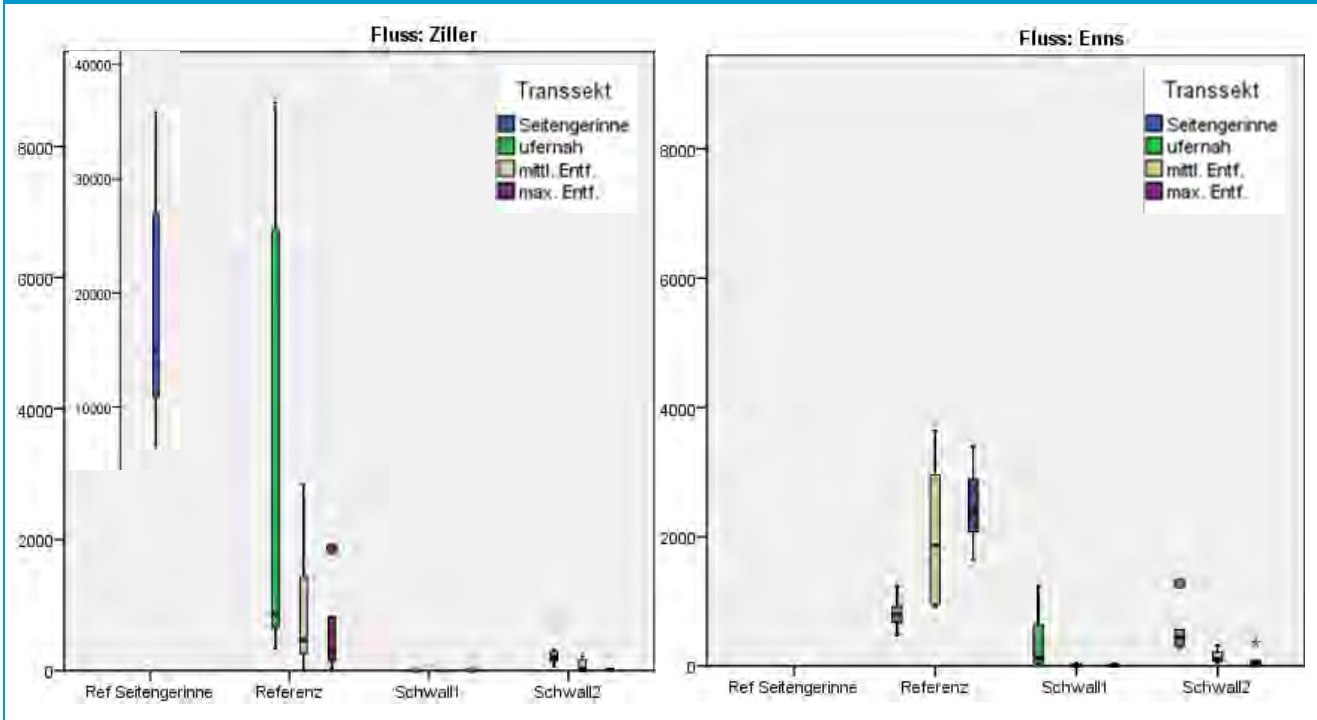 Fluss: Ziller
Transsekt
Seitengerinne
ufernah
mittl. Entf.
max. Entf.
40000
30000
20000
10000
8000
6000
4000
2000
0
Ref Seitengerinne Referenz Schwall1 Schwall2
Fluss: Enns
Transsekt
Seitengerinne
ufernah
mittl. Entf.
max. Entf.
8000
6000
4000
2000
0
Ref Seitengerinne Referenz Schwall1 Schwall2